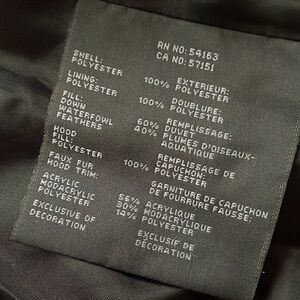 RN NO: 54163
CA NO: 57151
SHELL: EXTERIEUR:
POLYESTER 100% POLYESTER
LINING: DOUBLURE:
POLYESTER 100% POLYESTER
FILL: REMPLISSAGE:
DOWN 60% DUVET
WATERFOWL 40% PLUMES D'OISEAUX-
FEATHERS AQUATIQUE
HOOD REMPLISSAGE DE
FILL: CAPUCHON:
POLYESTER 100% POLYESTER
FAUX FUR GARNITURE DE CAPUCHON
HOOD TRIM: DE FOURRURE FAUSSE:
ACRYLIC 56% ACRYLIQUE
MODACRYLIC 30% MODACRYLIQUE
POLYESTER 14% POLYESTER
EXCLUSIVE OF EXCLUSIF DE
DECORATION DÉCORATION